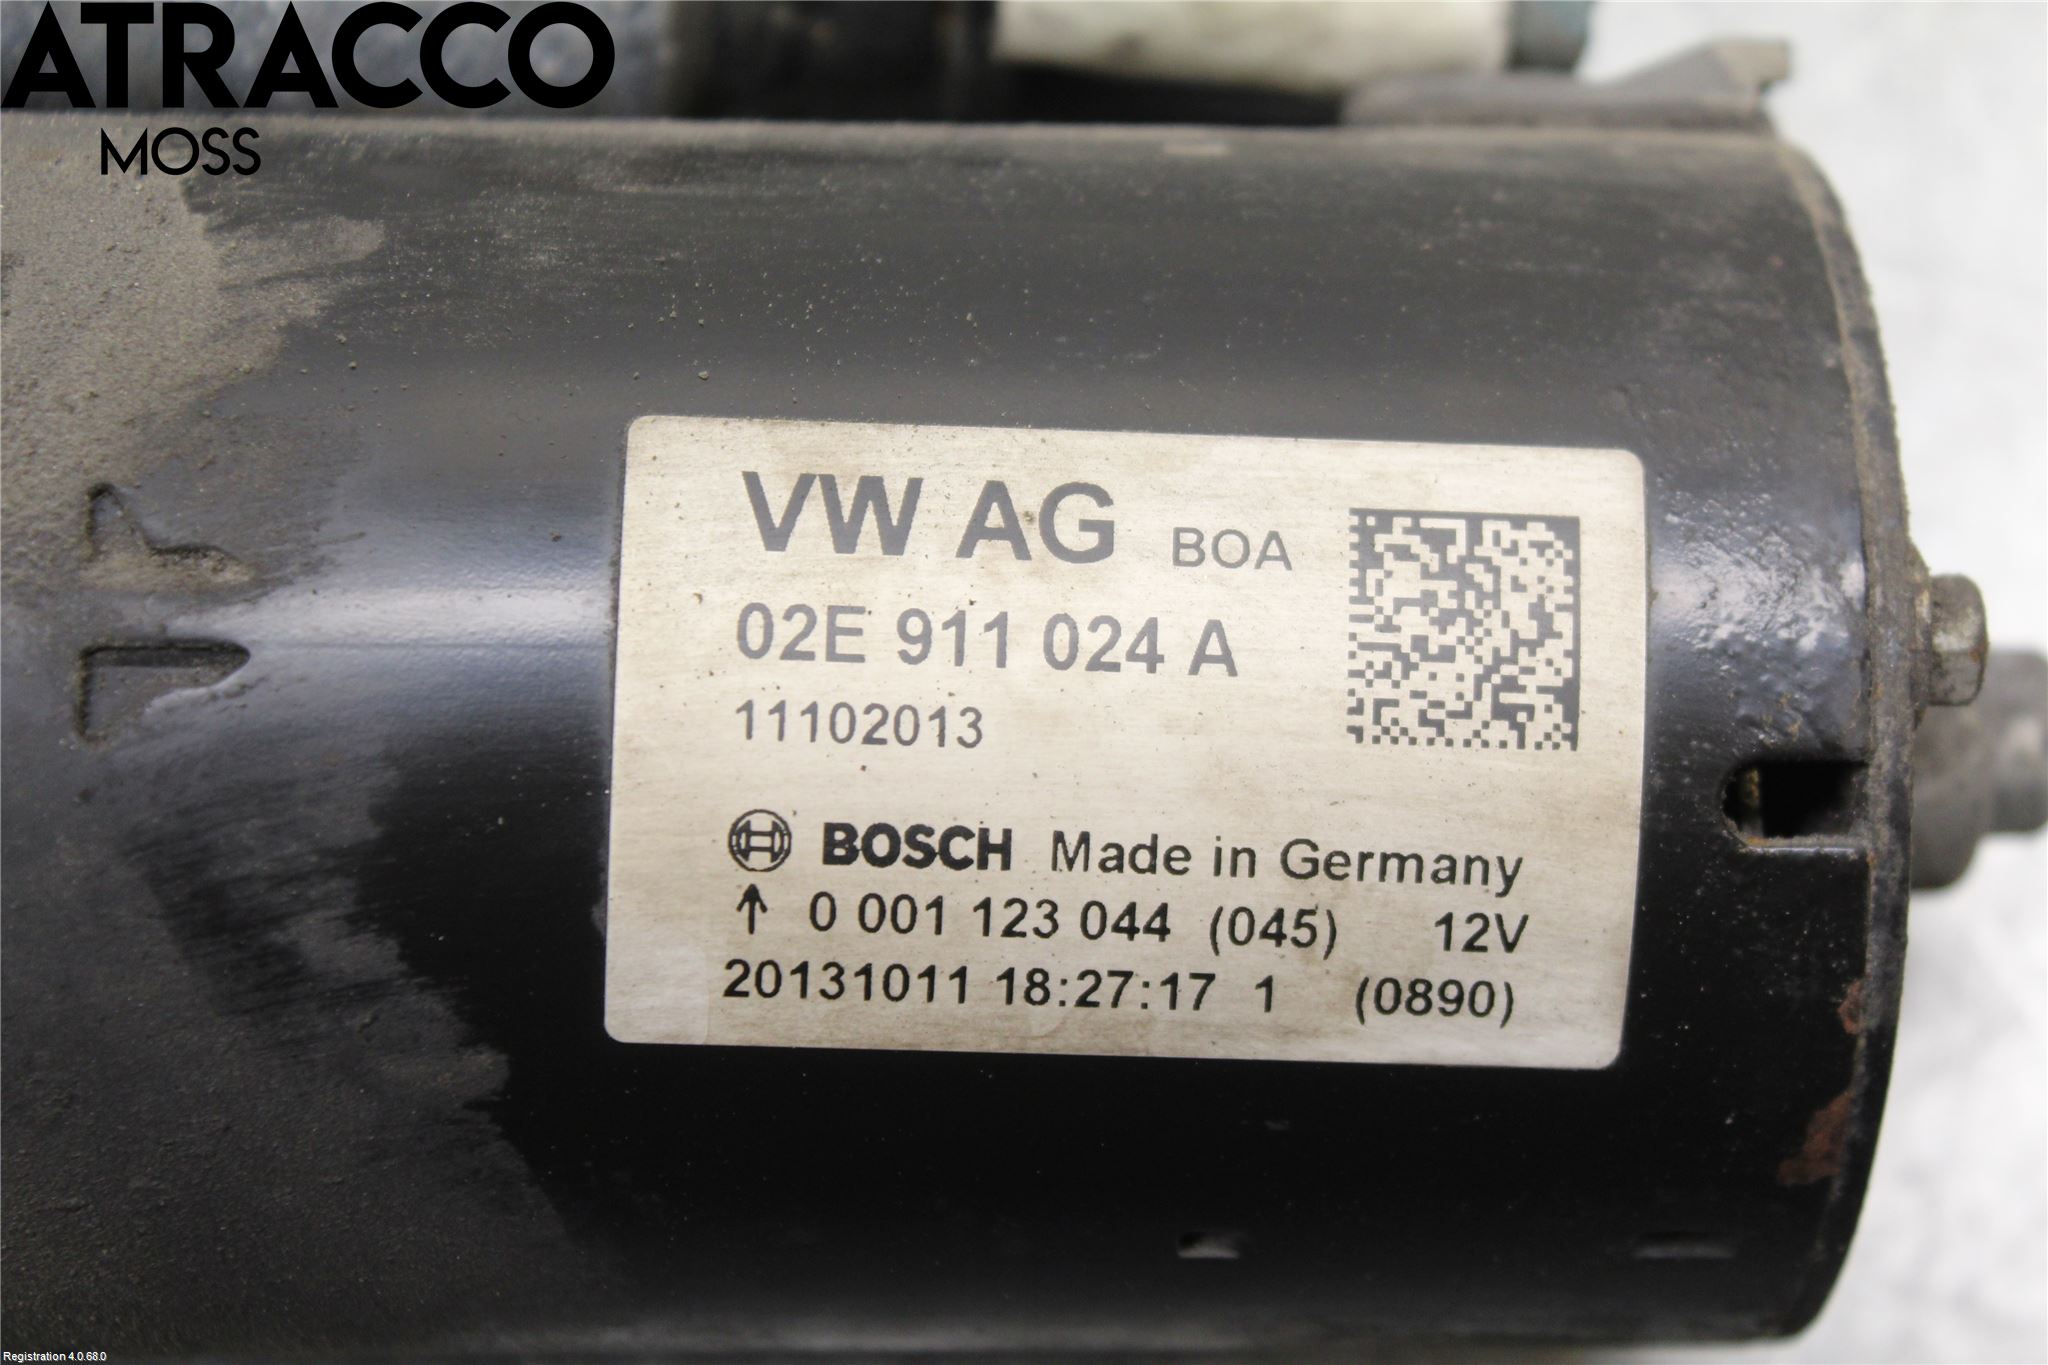 ATRACCO
MOSS
VW AG BOA
02E 911 024 A
11102013
BOSCH Made in Germany
↑ 0 001 123 044 (045) 12V
20131011 18:27:17 1 (0890)
Registration 4.0.68.0